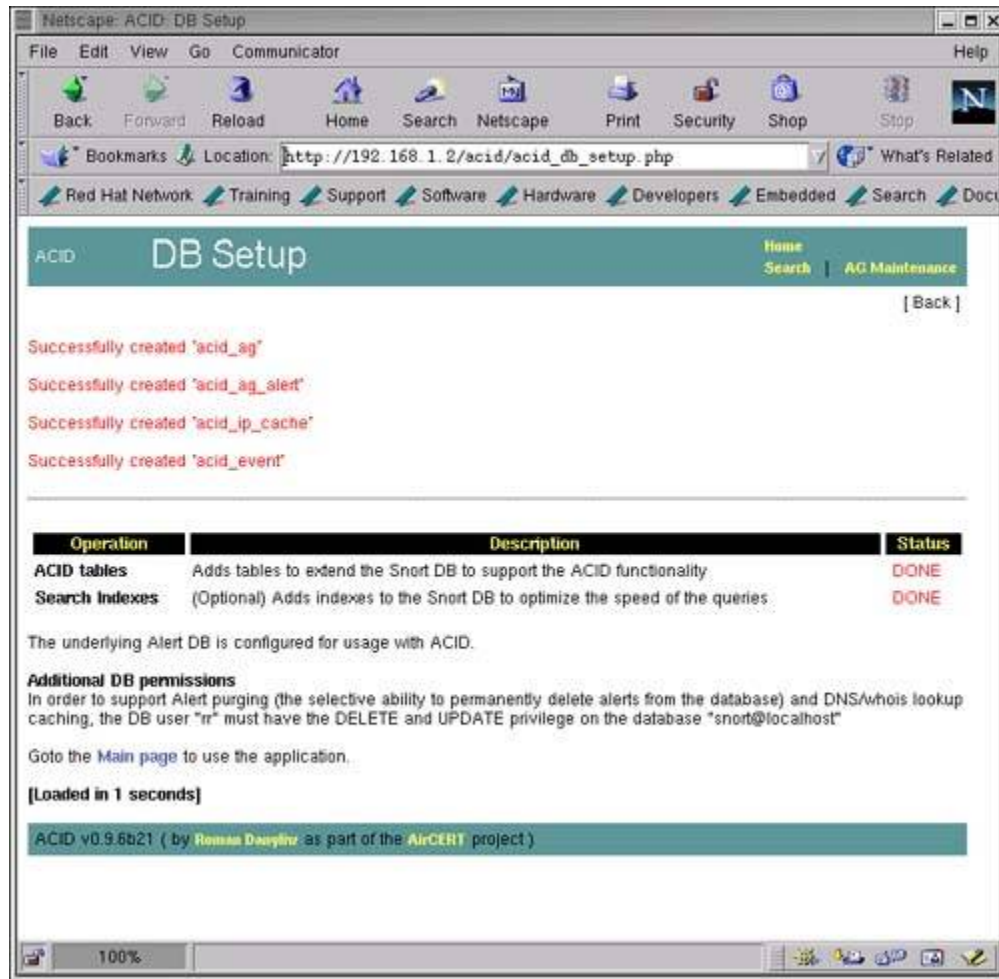 Netscape: ACID: DB Setup
File Edit View Go Communicator Help
Back Forward Reload Home Search Netscape Print Security Shop Stop N
Bookmarks Location: http://192.168.1.2/acid/acid_db_setup.php What's Related
Red Hat Network Training Support Software Hardware Developers Embedded Search Docu
ACID DB Setup
Home
Search | AG Maintenance
[ Back ]
Successfully created 'acid_ag'
Successfully created 'acid_ag_alert'
Successfully created 'acid_ip_cache'
Successfully created 'acid_event'
Operation Description Status
ACID tables Adds tables to extend the Snort DB to support the ACID functionality DONE
Search Indexes (Optional) Adds indexes to the Snort DB to optimize the speed of the queries DONE
The underlying Alert DB is configured for usage with ACID.
Additional DB permissions
In order to support Alert purging (the selective ability to permanently delete alerts from the database) and DNS/whois lookup
caching, the DB user "rr" must have the DELETE and UPDATE privilege on the database "snort@localhost"
Goto the Main page to use the application.
[Loaded in 1 seconds]
ACID v0.9.6b21 ( by Roman Danyliw as part of the AirCERT project )
100%